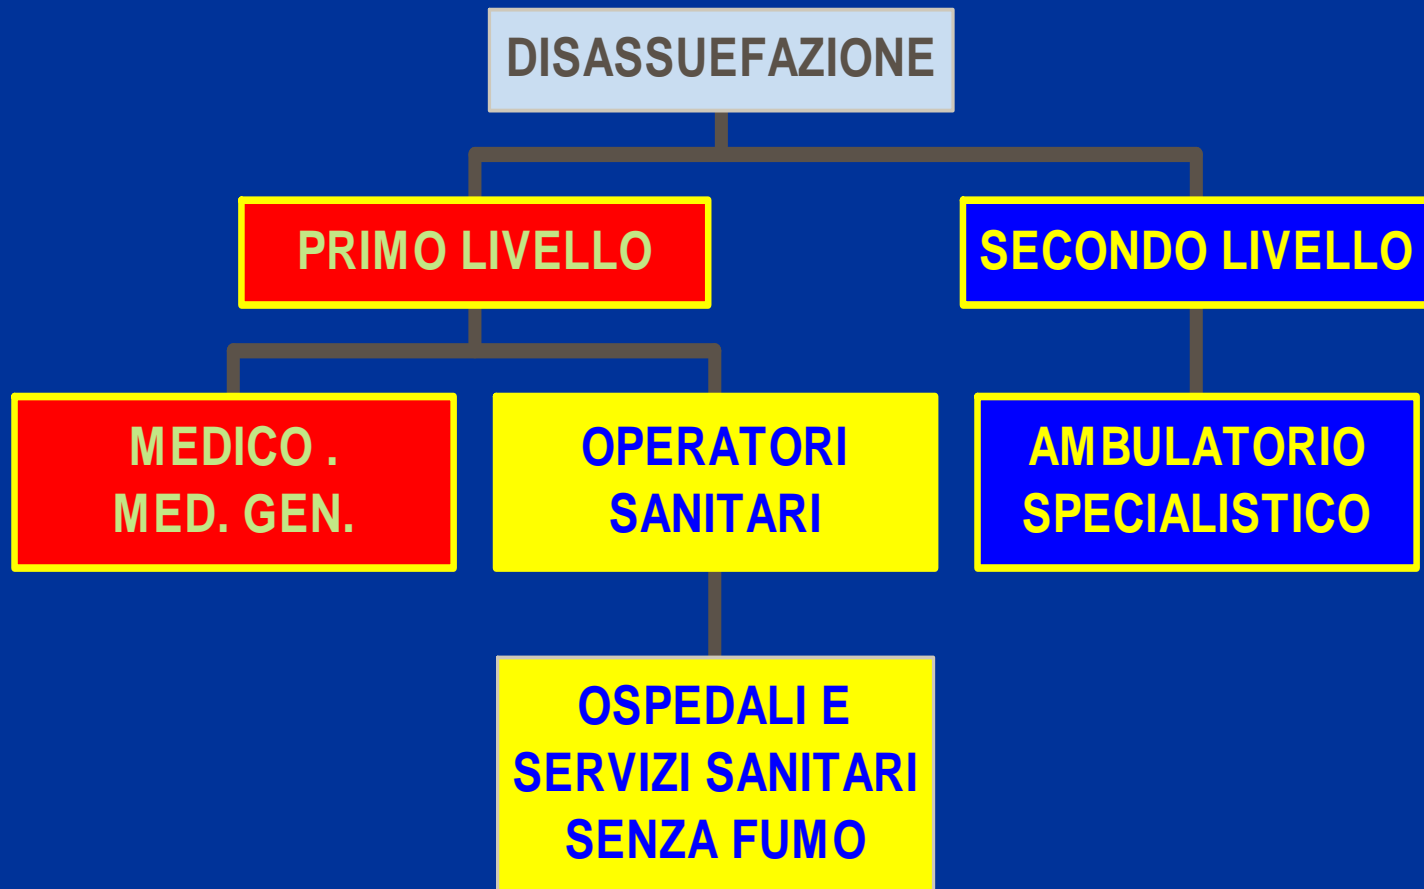 DISASSUEFAZIONE
PRIMO LIVELLO
SECONDO LIVELLO
MEDICO .
MED. GEN.
OPERATORI
SANITARI
AMBULATORIO
SPECIALISTICO
OSPEDALI E
SERVIZI SANITARI
SENZA FUMO